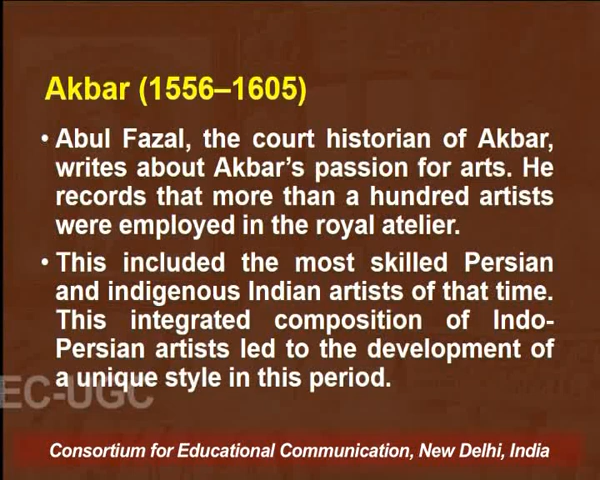 Akbar (1556–1605)
• Abul Fazal, the court historian of Akbar,
writes about Akbar's passion for arts. He
records that more than a hundred artists
were employed in the royal atelier.
• This included the most skilled Persian
and indigenous Indian artists of that time.
This integrated composition of Indo-
Persian artists led to the development of
a unique style in this period.
EC-UGC
Consortium for Educational Communication, New Delhi, India